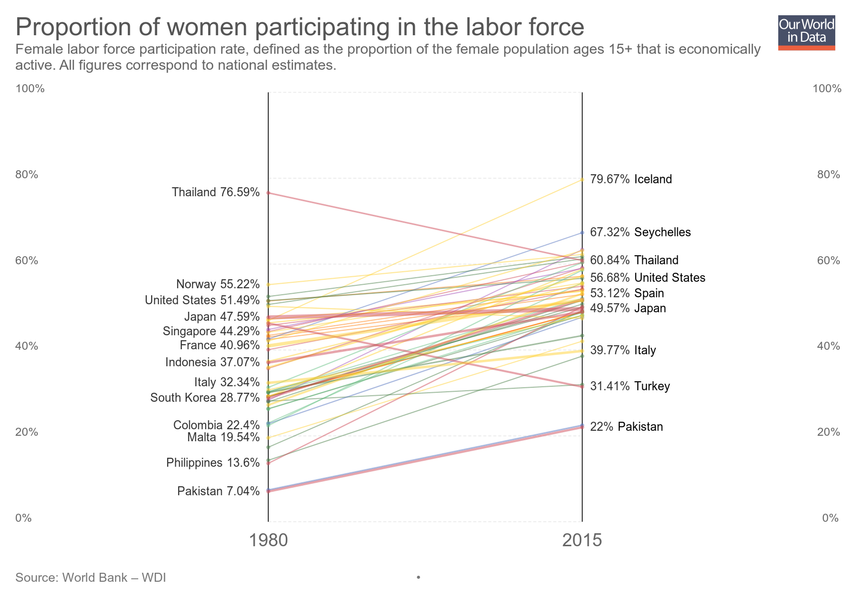 Proportion of women participating in the labor force
Our World
in Data
Female labor force participation rate, defined as the proportion of the female population ages 15+ that is economically
active. All figures correspond to national estimates.
100%
100%
80%
80%
60%
60%
40%
40%
20%
20%
0%
0%
Thailand 76.59%
Norway 55.22%
United States 51.49%
Japan 47.59%
Singapore 44.29%
France 40.96%
Indonesia 37.07%
Italy 32.34%
South Korea 28.77%
Colombia 22.4%
Malta 19.54%
Philippines 13.6%
Pakistan 7.04%
79.67% Iceland
67.32% Seychelles
60.84% Thailand
56.68% United States
53.12% Spain
49.57% Japan
39.77% Italy
31.41% Turkey
22% Pakistan
1980
2015
Source: World Bank – WDI